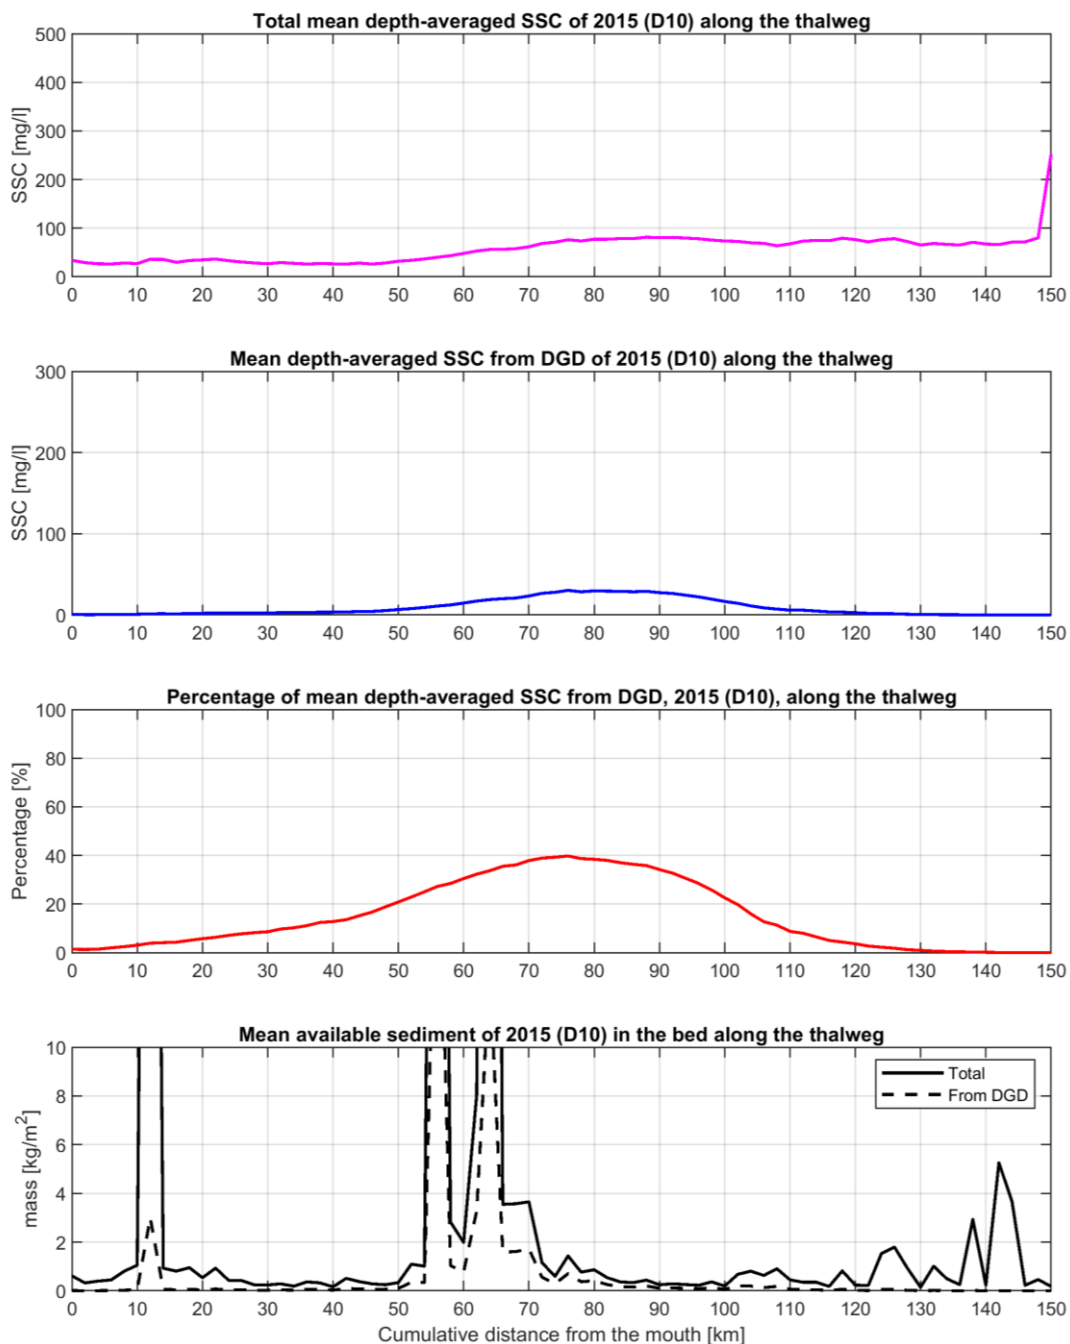 Total mean depth-averaged SSC of 2015 (D10) along the thalweg
500
400
300
200
100
0
SSC [mg/l]
0 10 20 30 40 50 60 70 80 90 100 110 120 130 140 150
Mean depth-averaged SSC from DGD of 2015 (D10) along the thalweg
300
200
100
0
SSC [mg/l]
0 10 20 30 40 50 60 70 80 90 100 110 120 130 140 150
Percentage of mean depth-averaged SSC from DGD, 2015 (D10), along the thalweg
100
80
60
40
20
0
Percentage [%]
0 10 20 30 40 50 60 70 80 90 100 110 120 130 140 150
Mean available sediment of 2015 (D10) in the bed along the thalweg
10
8
6
4
2
0
mass [kg/m²]
Total
From DGD
0 10 20 30 40 50 60 70 80 90 100 110 120 130 140 150
Cumulative distance from the mouth [km]